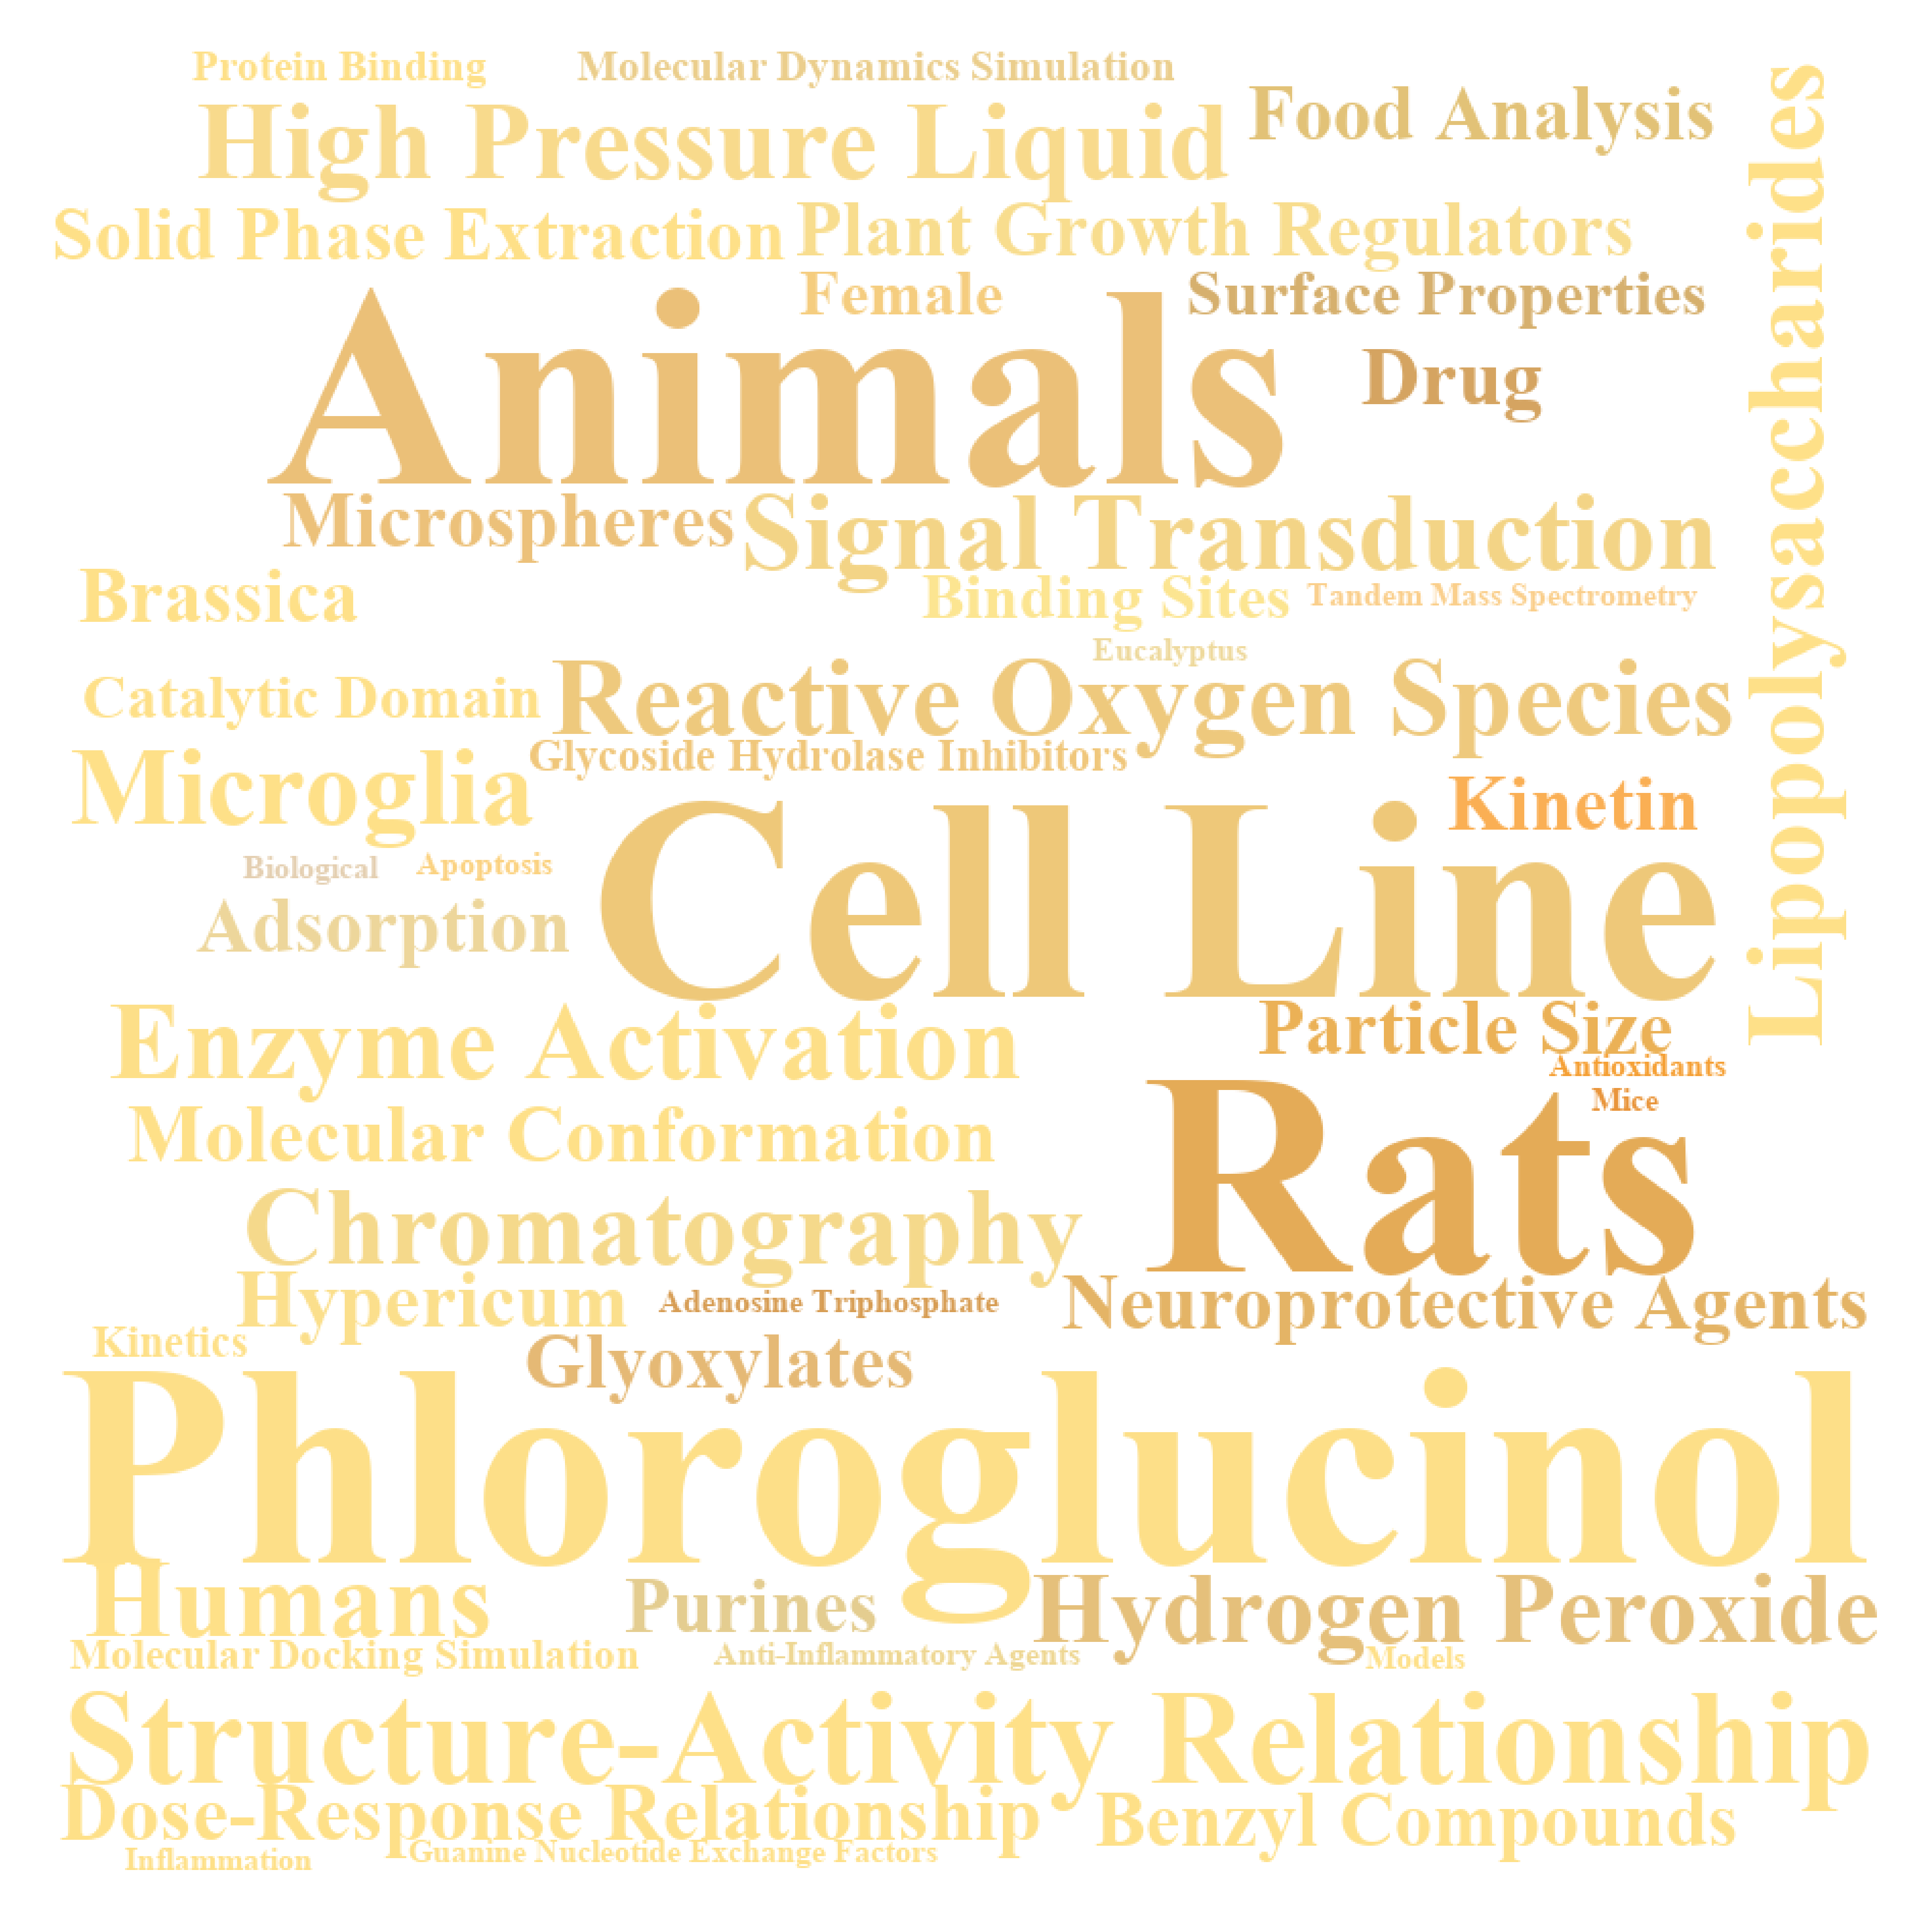 Protein Binding
Molecular Dynamics Simulation
High Pressure Liquid
Food Analysis
Lipopolysaccharides
Solid Phase Extraction
Plant Growth Regulators
Female
Surface Properties
Animals
Drug
Microspheres
Signal Transduction
Brassica
Binding Sites
Tandem Mass Spectrometry
Eucalyptus
Catalytic Domain
Reactive Oxygen Species
Glycoside Hydrolase Inhibitors
Microglia
Kinetin
Cell Line
Biological
Apoptosis
Adsorption
Enzyme Activation
Particle Size
Antioxidants
Mice
Rats
Molecular Conformation
Chromatography
Hypericum
Adenosine Triphosphate
Neuroprotective Agents
Kinetics
Glyoxylates
Phloroglucinol
Humans
Purines
Hydrogen Peroxide
Molecular Docking Simulation
Anti-Inflammatory Agents
Models
Structure-Activity Relationship
Dose-Response Relationship
Benzyl Compounds
Inflammation
Guanine Nucleotide Exchange Factors